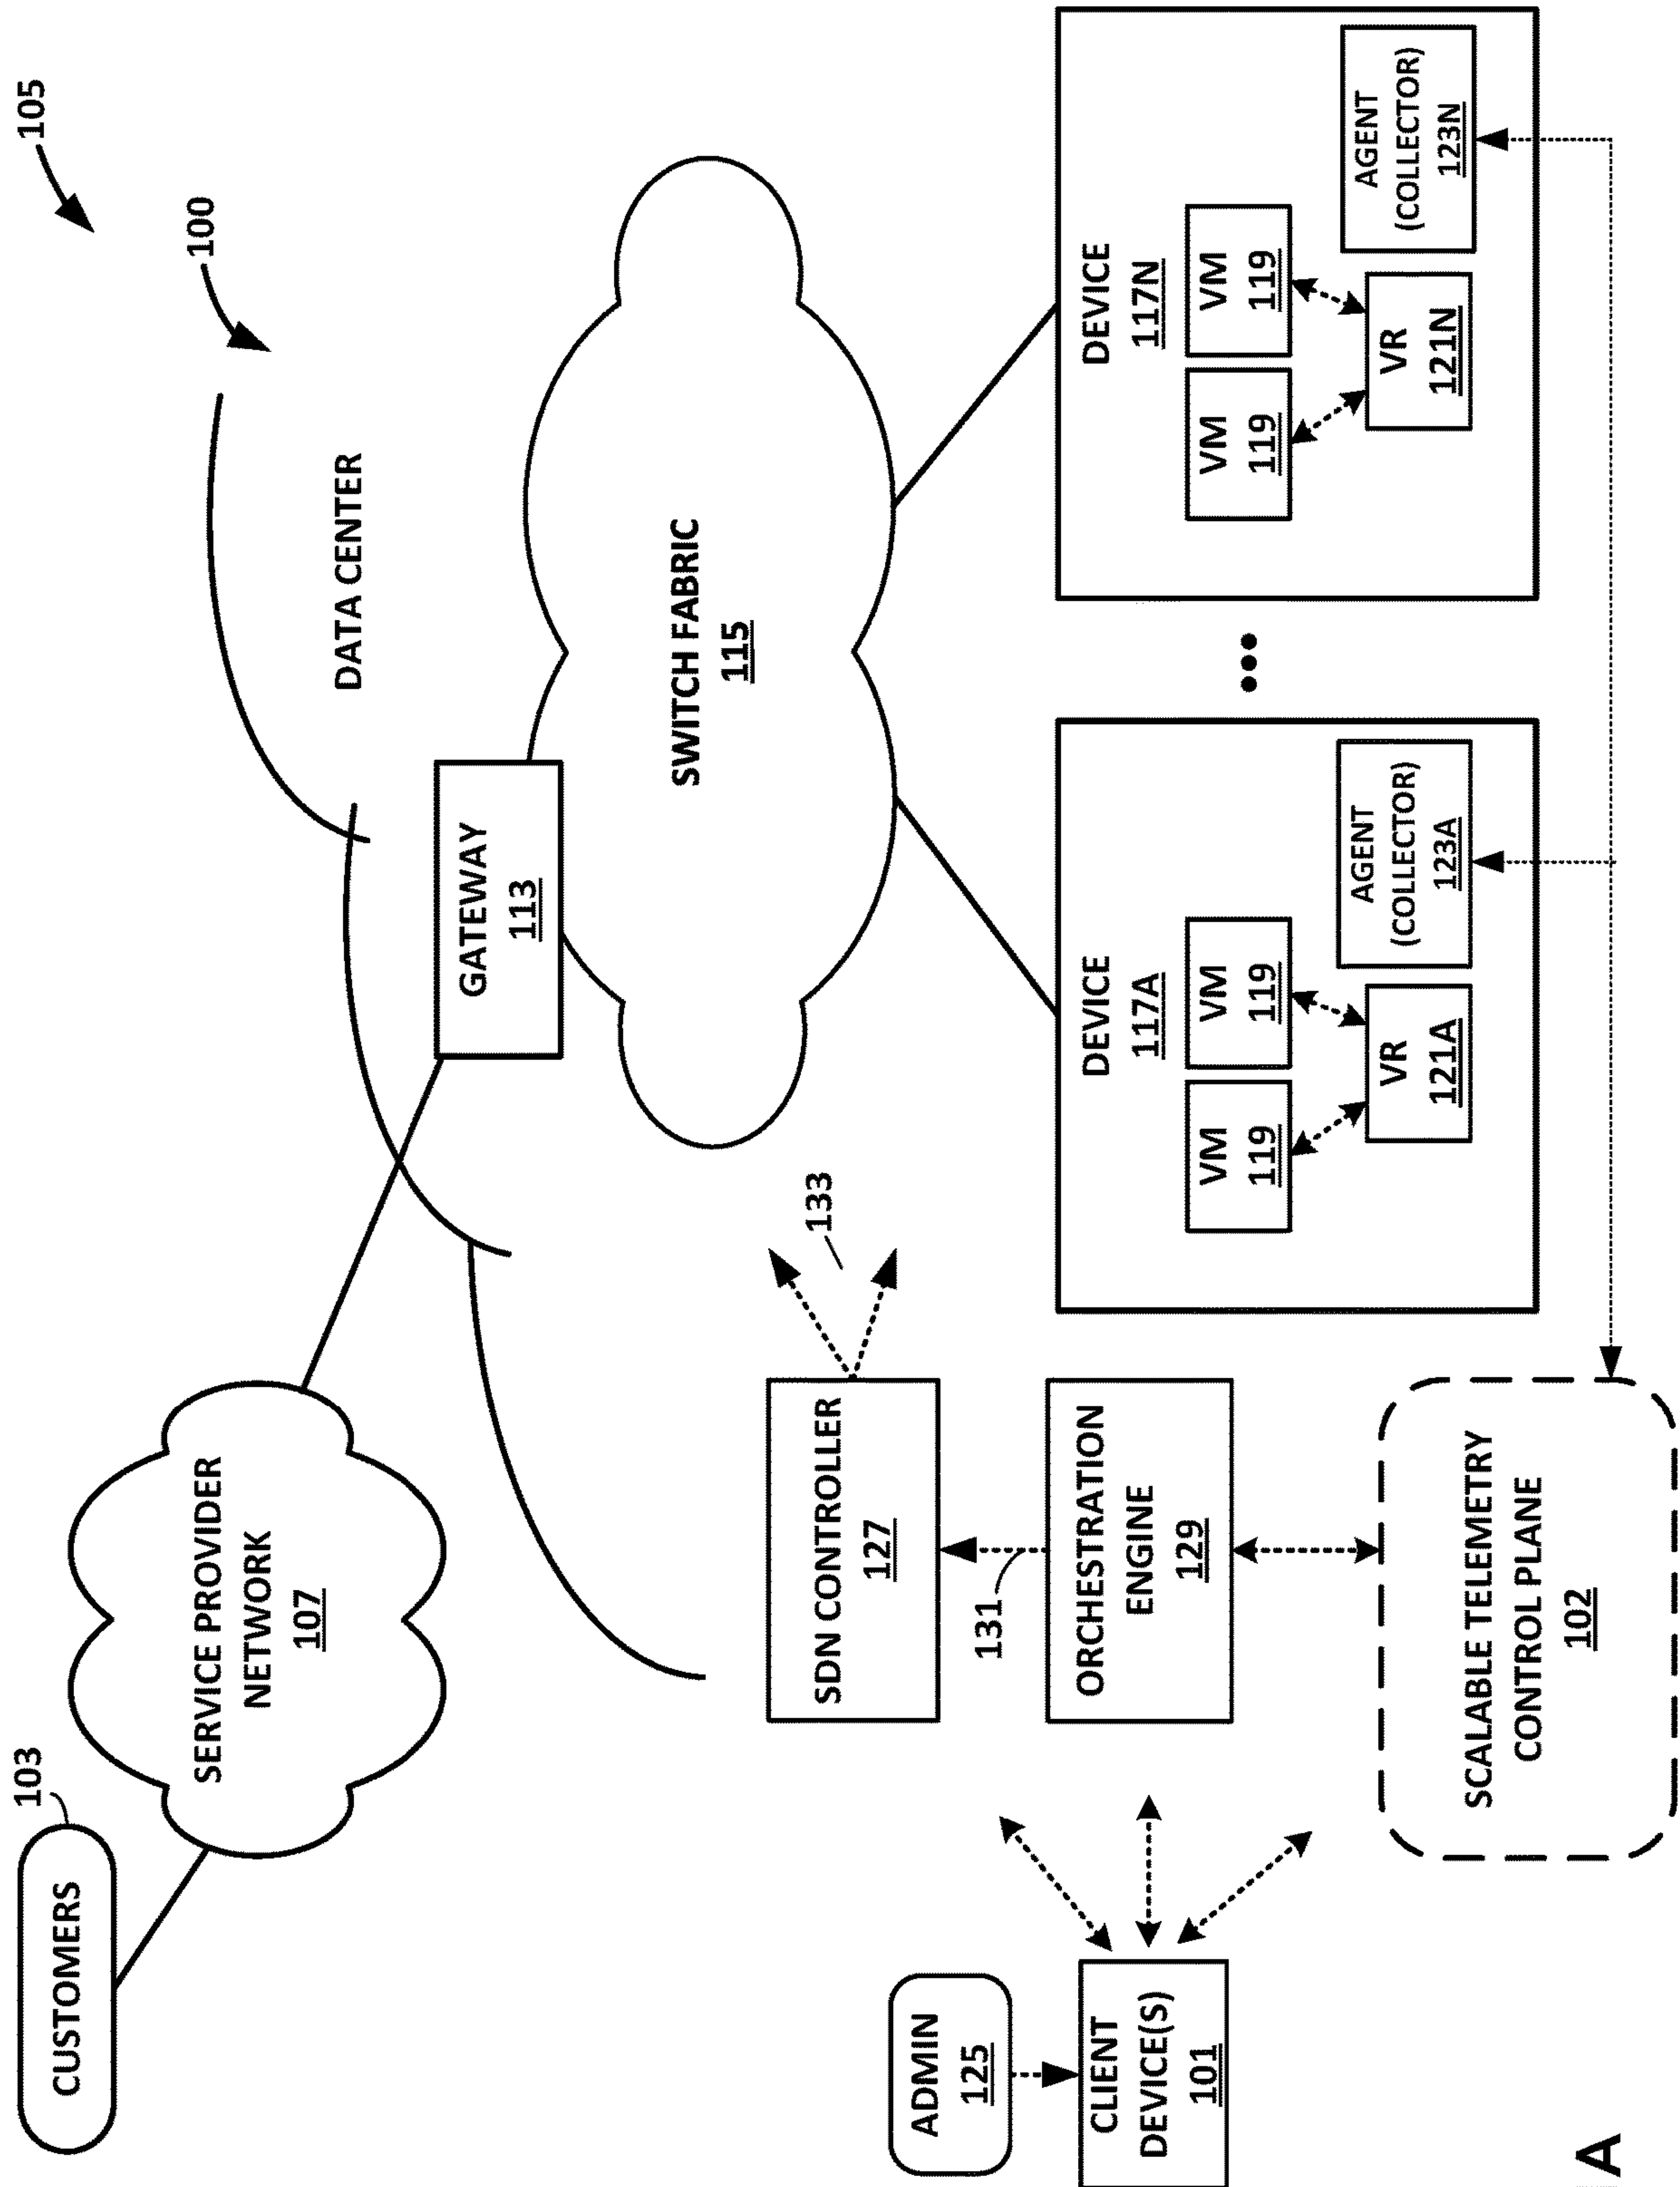 105
100
CUSTOMERS
103
SERVICE PROVIDER
NETWORK
107
DATA CENTER
GATEWAY
113
SWITCH FABRIC
115
133
SDN CONTROLLER
127
131
ORCHESTRATION
ENGINE
129
ADMIN
125
CLIENT
DEVICE(S)
101
SCALABLE TELEMETRY
CONTROL PLANE
102
DEVICE
117A
VM
119
VM
119
VR
121A
AGENT
(COLLECTOR)
123A
DEVICE
117N
VM
119
VM
119
VR
121N
AGENT
(COLLECTOR)
123N
A